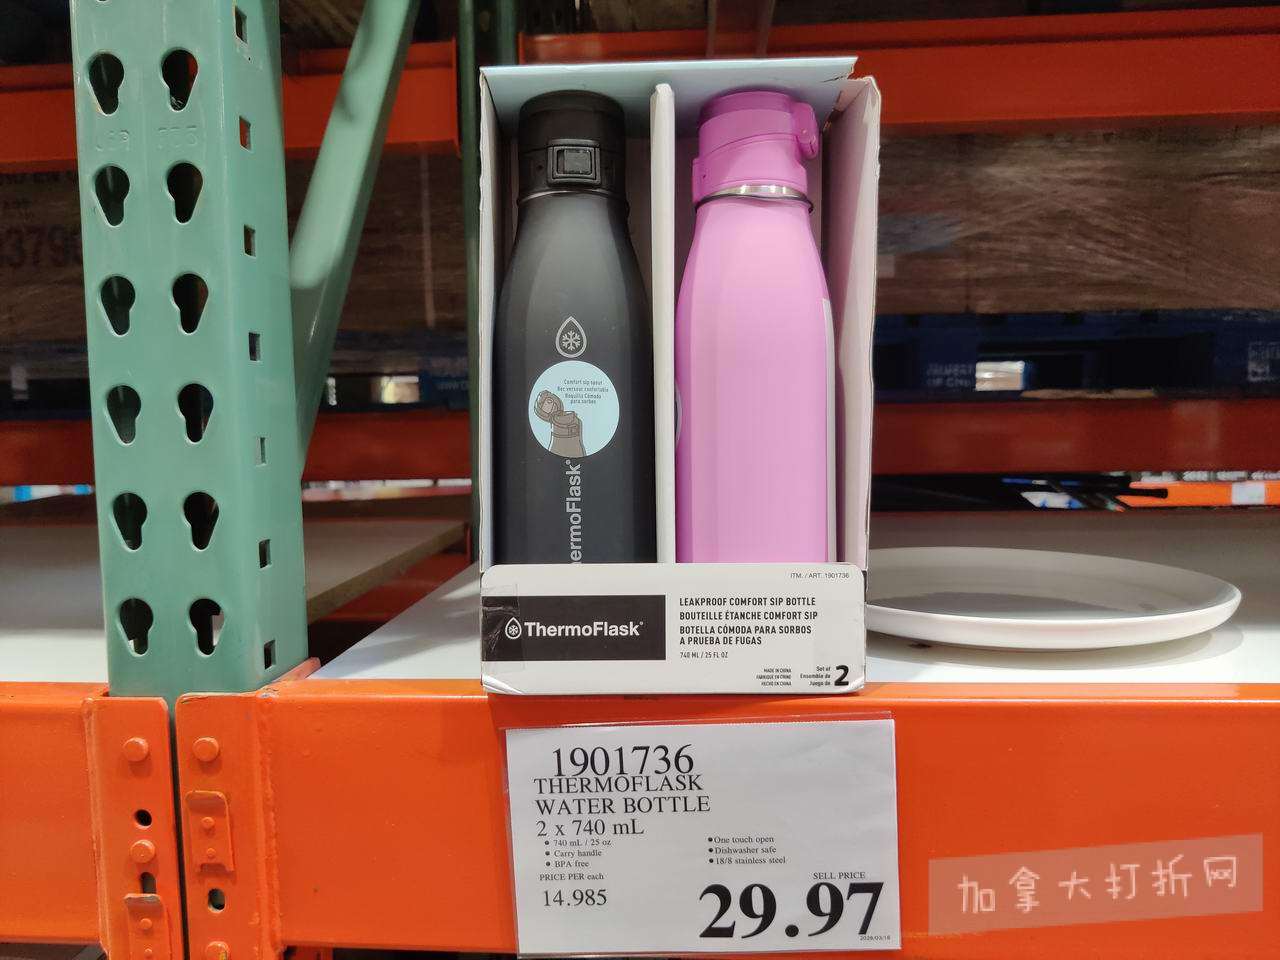 Comfort sip spout
Bec verseur confortable
Boquilla Cómoda
para sorbos
ermoFlask®
ITM. / ART. 1901736
ThermoFlask®
LEAKPROOF COMFORT SIP BOTTLE
BOUTEILLE ÉTANCHE COMFORT SIP
BOTELLA CÓMODA PARA SORBOS
A PRUEBA DE FUGAS
740 ML / 25 FL OZ
MADE IN CHINA
FABRIQUÉ EN CHINE
HECHO EN CHINA
Set of
Ensemble de
Juego de
2
1901736
THERMOFLASK
WATER BOTTLE
2 x 740 mL
• 740 mL / 25 oz
• Carry handle
• BPA free
• One touch open
• Dishwasher safe
• 18/8 stainless steel
PRICE PER each
14.985
SELL PRICE
29.97
加拿大打折网